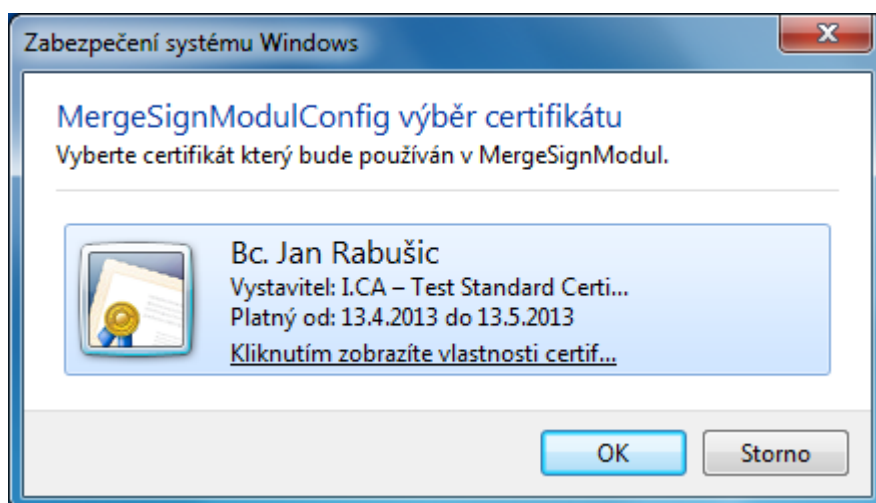 Zabezpečení systému Windows
MergeSignModulConfig výběr certifikátu
Vyberte certifikát který bude používán v MergeSignModul.
Bc. Jan Rabušic
Vystavitel: I.CA – Test Standard Certi...
Platný od: 13.4.2013 do 13.5.2013
Kliknutím zobrazíte vlastnosti certif...
OK
Storno